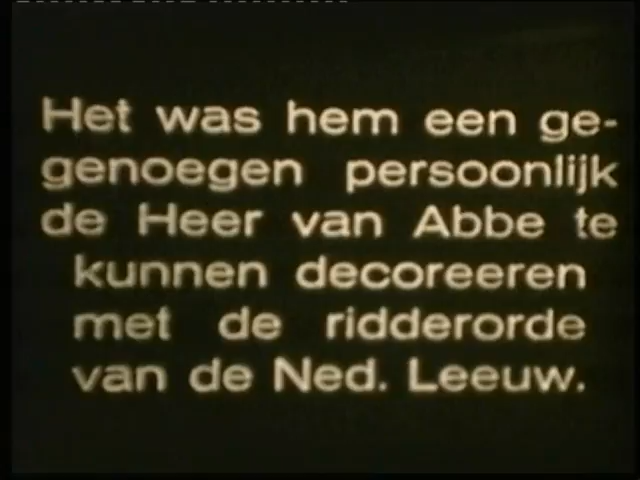 Het was hem een ge-
genoegen persoonlijk
de Heer van Abbe te
kunnen decoreeren
met de ridderorde
van de Ned. Leeuw.